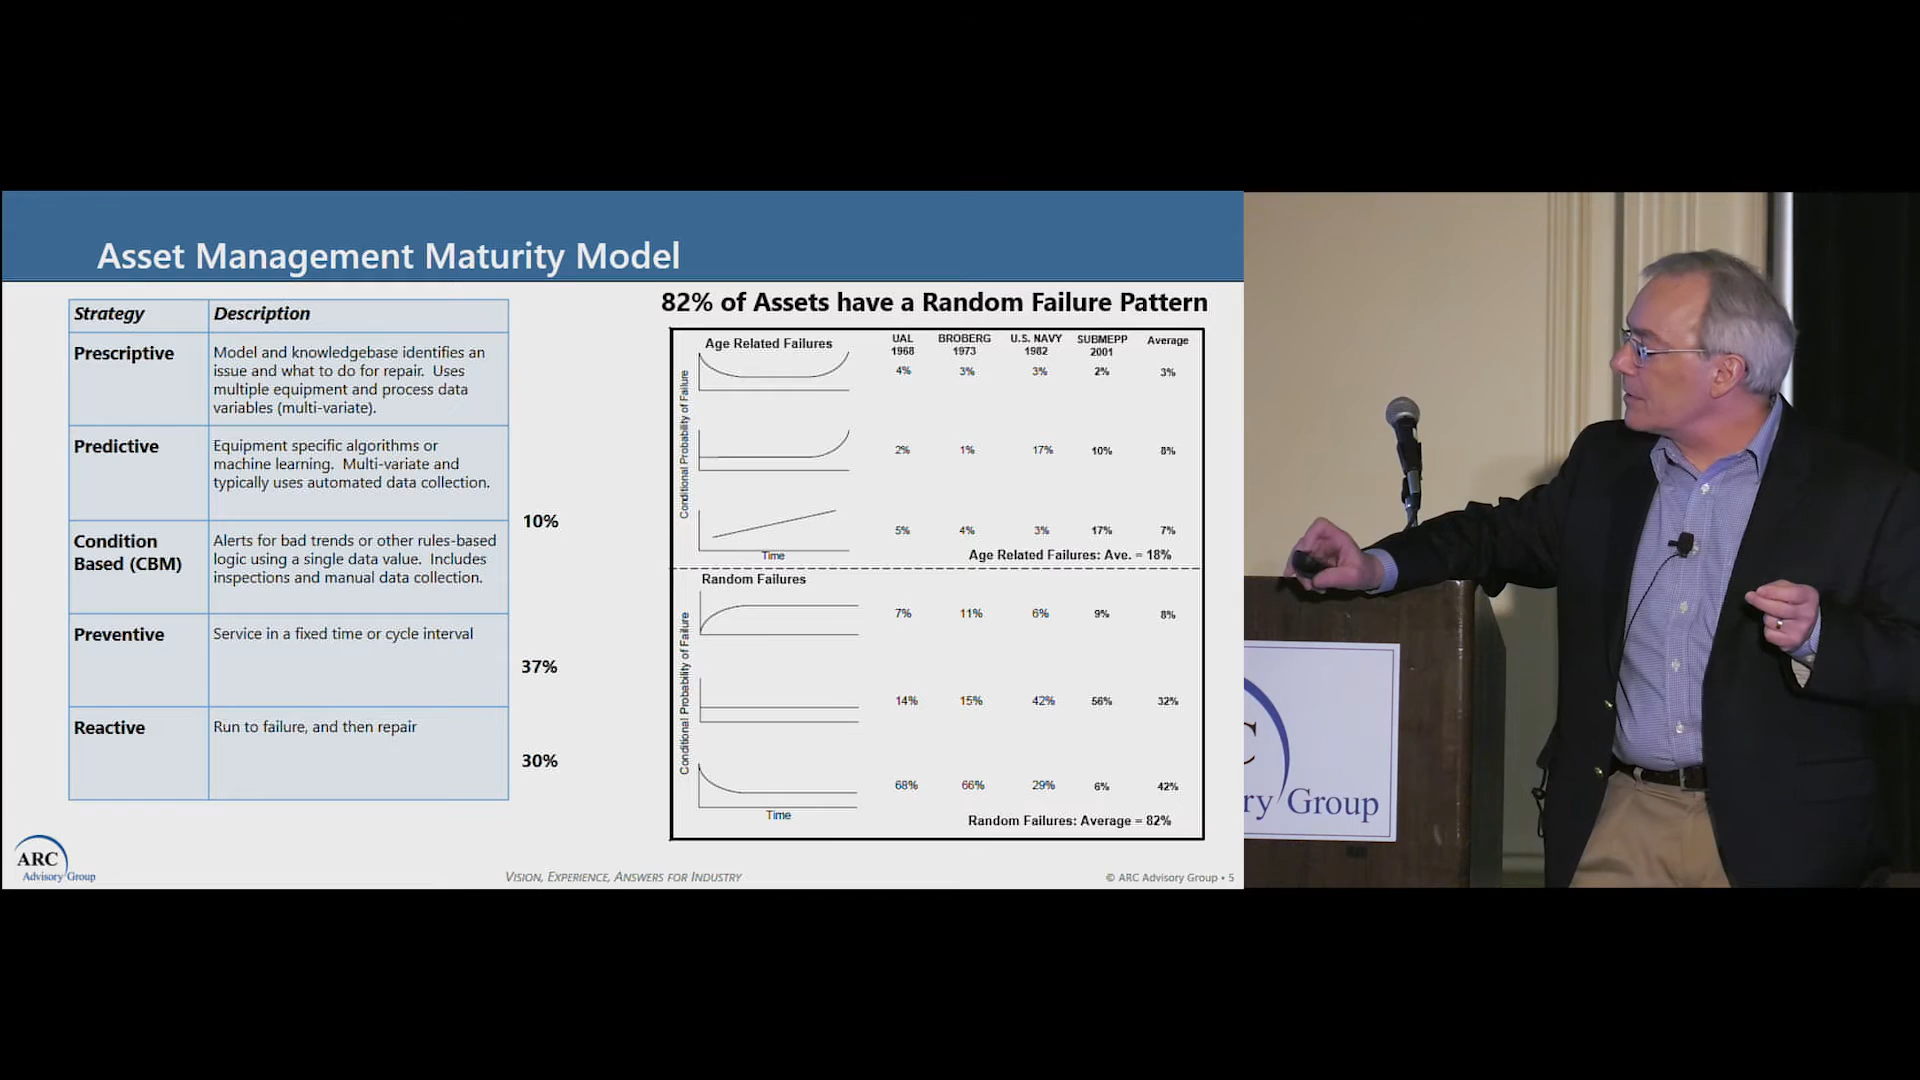 Asset Management Maturity Model
Strategy
Description
Prescriptive
Model and knowledgebase identifies an
issue and what to do for repair. Uses
multiple equipment and process data
variables (multi-variate).
Predictive
Equipment specific algorithms or
machine learning. Multi-variate and
typically uses automated data collection.
10%
Condition
Based (CBM)
Alerts for bad trends or other rules-based
logic using a single data value. Includes
inspections and manual data collection.
Preventive
Service in a fixed time or cycle interval
37%
Reactive
Run to failure, and then repair
30%
82% of Assets have a Random Failure Pattern
Age Related Failures
UAL
1968
BROBERG
1973
U.S. NAVY
1982
SUBMEPP
2001
Average
Conditional Probability of Failure
4% 3% 3% 2% 3%
2% 1% 17% 10% 8%
5% 4% 3% 17% 7%
Time
Age Related Failures: Ave. = 18%
Random Failures
Conditional Probability of Failure
7% 11% 6% 9% 8%
14% 15% 42% 56% 32%
68% 66% 29% 6% 42%
Time
Random Failures: Average = 82%
ARC
Advisory Group
VISION, EXPERIENCE, ANSWERS FOR INDUSTRY
© ARC Advisory Group • 5
C
ry Group